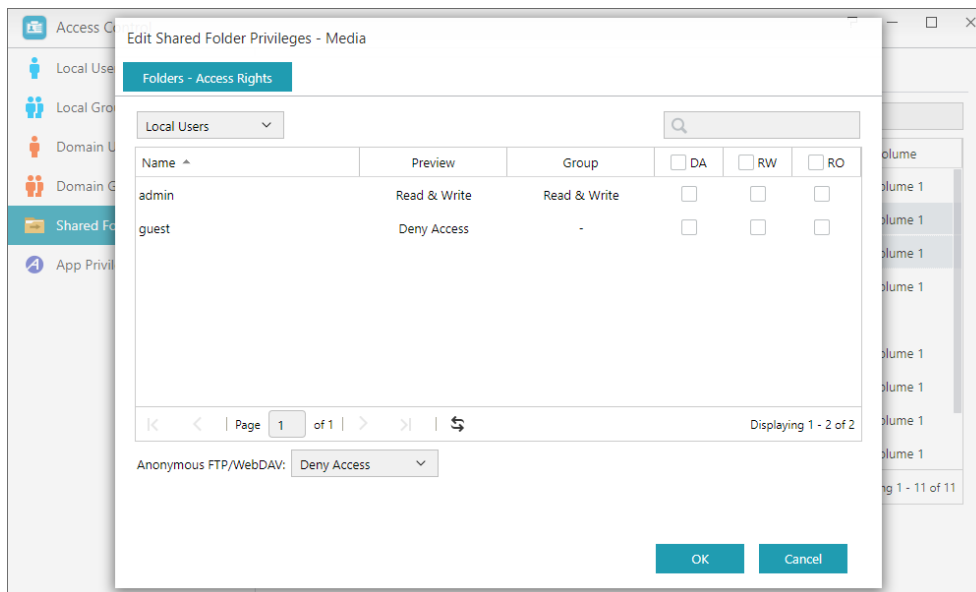 Access Control
Edit Shared Folder Privileges - Media
Local Use
Folders - Access Rights
Local Gro
Local Users
Domain U
Name Preview Group DA RW RO
olume
Domain G
admin Read & Write Read & Write
olume 1
Shared Fo
guest Deny Access -
olume 1
App Privil
olume 1
olume 1
olume 1
olume 1
Page 1 of 1 Displaying 1 - 2 of 2
olume 1
Anonymous FTP/WebDAV: Deny Access
olume 1
ng 1 - 11 of 11
OK Cancel